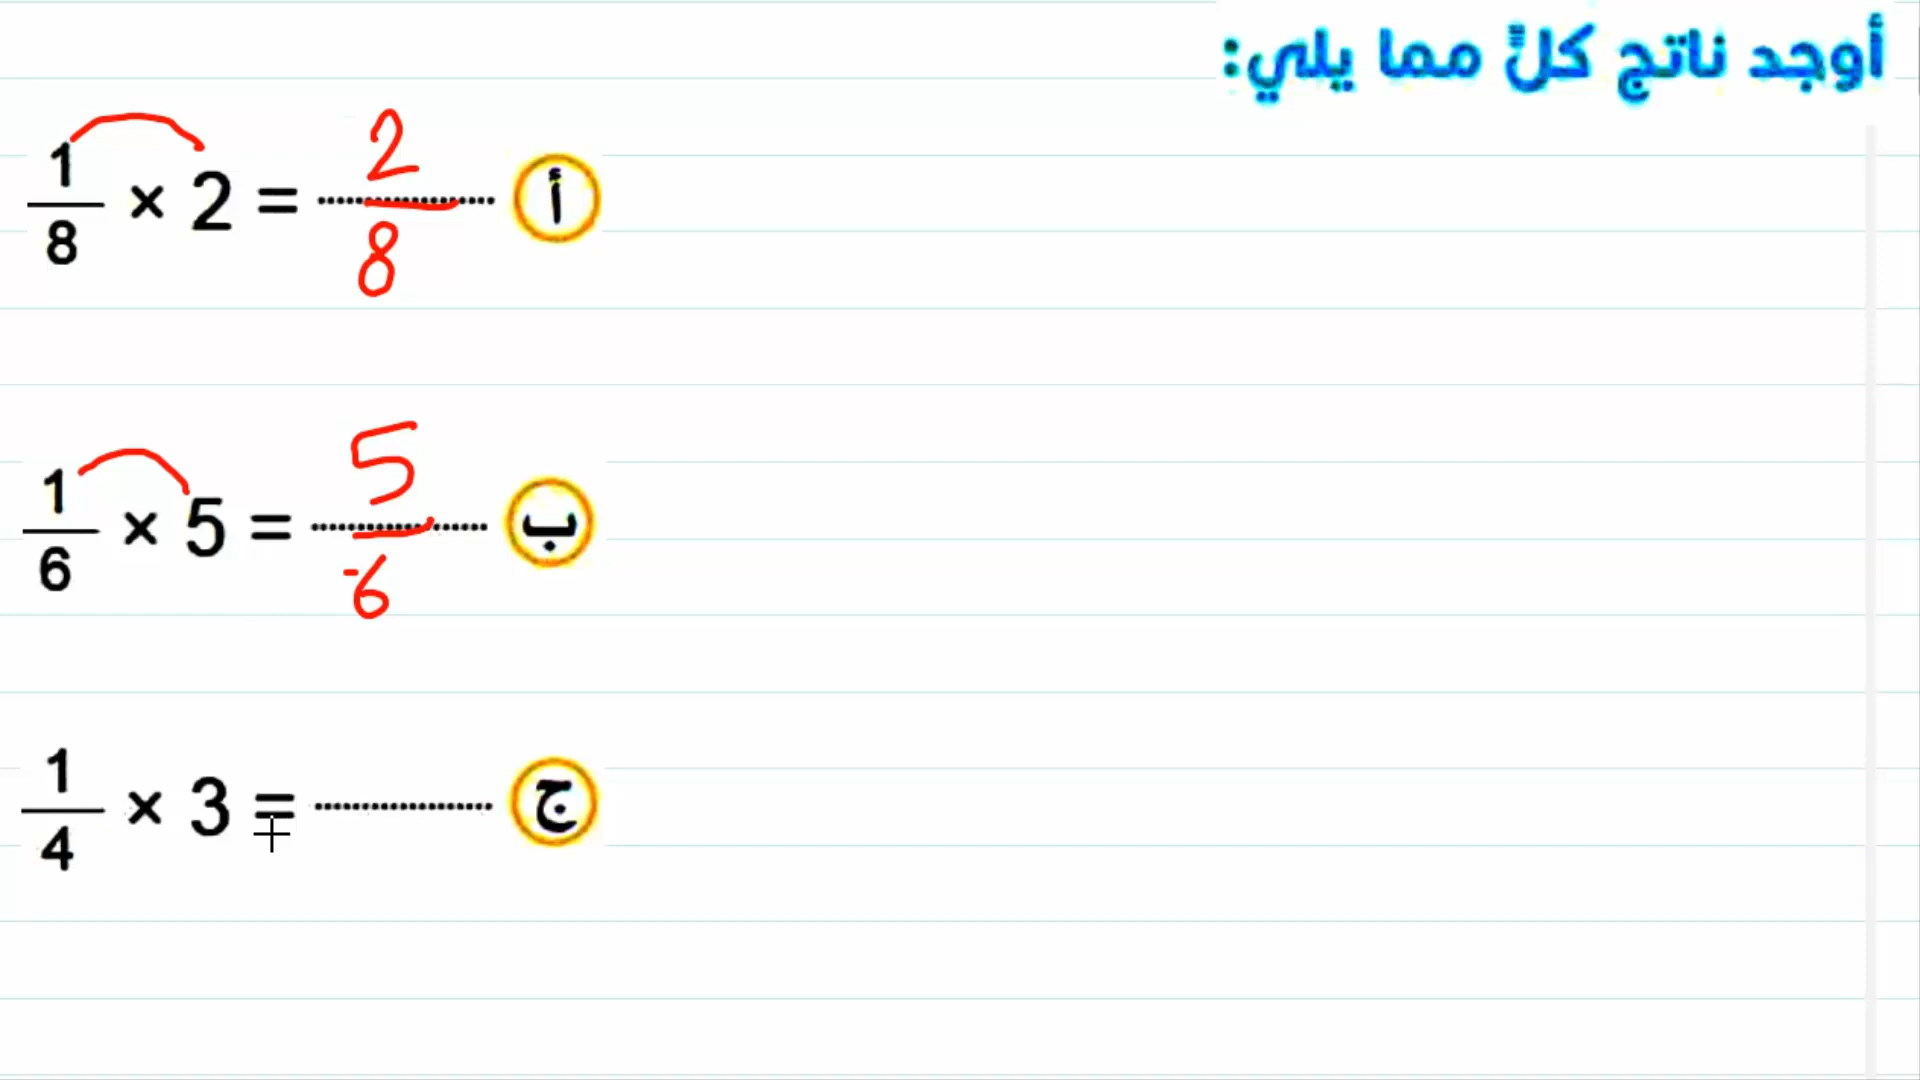 أوجد ناتج كلٍّ مما يلي:
أ 1/8 × 2 = 2/8
ب 1/6 × 5 = 5/6
ج 1/4 × 3 = ..................